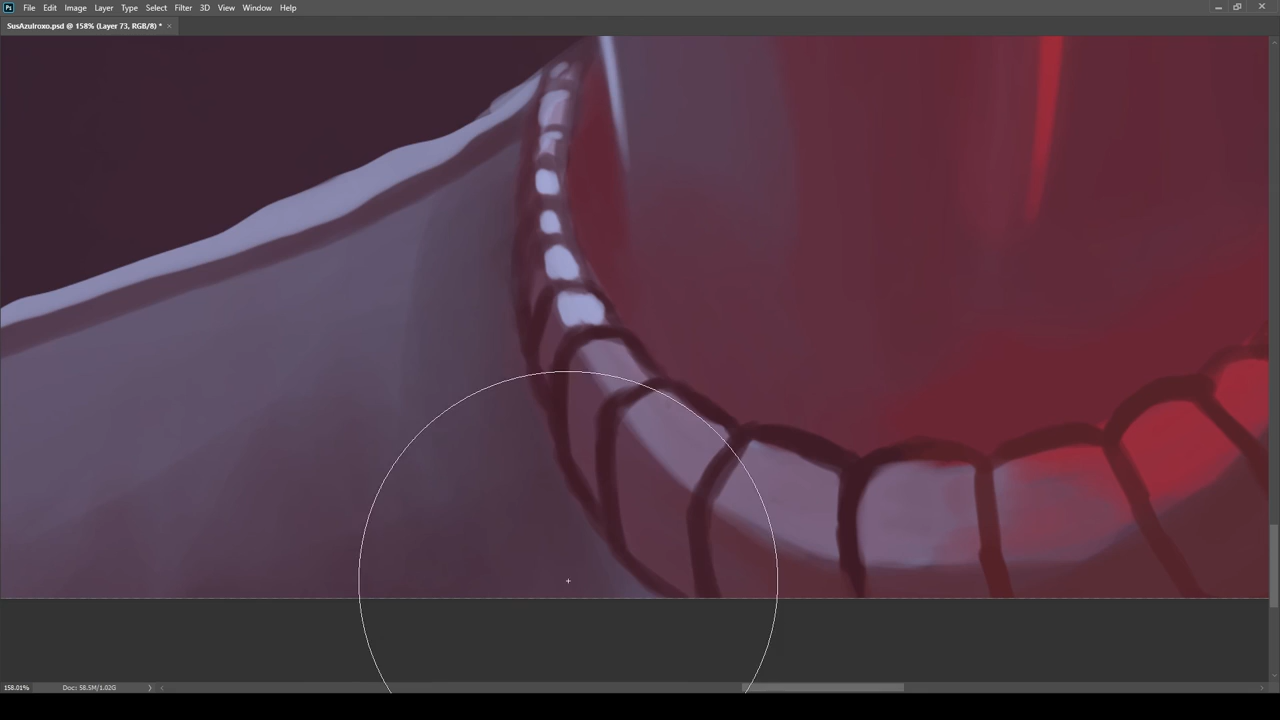 Ps File Edit Image Layer Type Select Filter 3D View Window Help
SusAzulroxo.psd @ 158% (Layer 73, RGB/8) *
158.01% Doc: 58.5M/1.02G